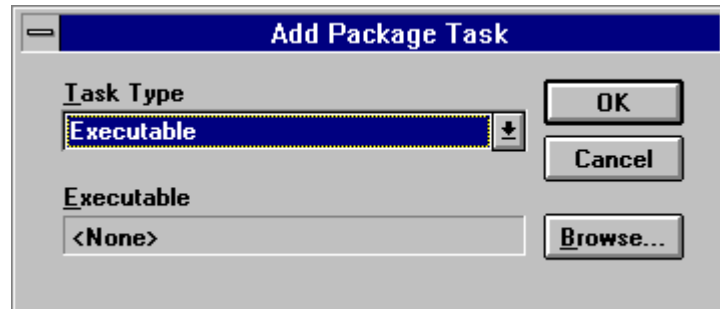 Add Package Task
Task Type
Executable
OK
Cancel
Executable
<None>
Browse...